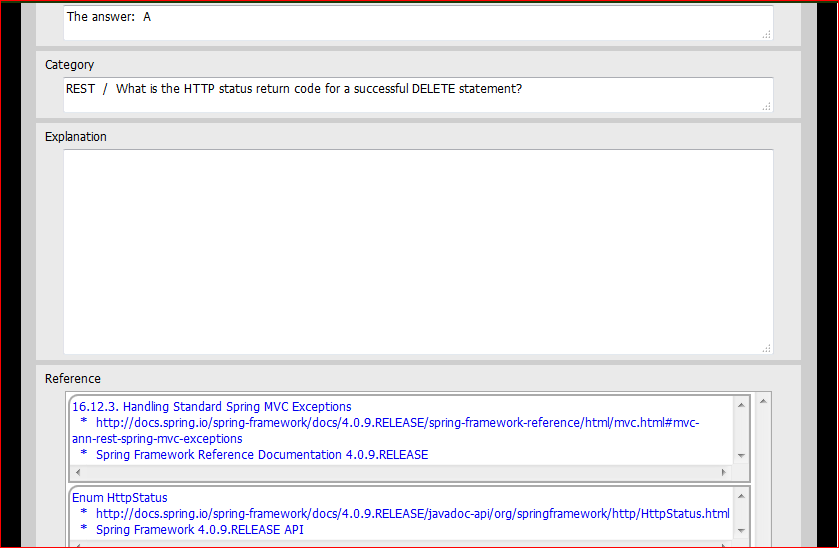 The answer:  A
Category
REST  /  What is the HTTP status return code for a successful DELETE statement?
Explanation
Reference
16.12.3. Handling Standard Spring MVC Exceptions
*  http://docs.spring.io/spring-framework/docs/4.0.9.RELEASE/spring-framework-reference/html/mvc.html#mvc-
ann-rest-spring-mvc-exceptions
*  Spring Framework Reference Documentation 4.0.9.RELEASE
Enum HttpStatus
*  http://docs.spring.io/spring-framework/docs/4.0.9.RELEASE/javadoc-api/org/springframework/http/HttpStatus.html
*  Spring Framework 4.0.9.RELEASE API